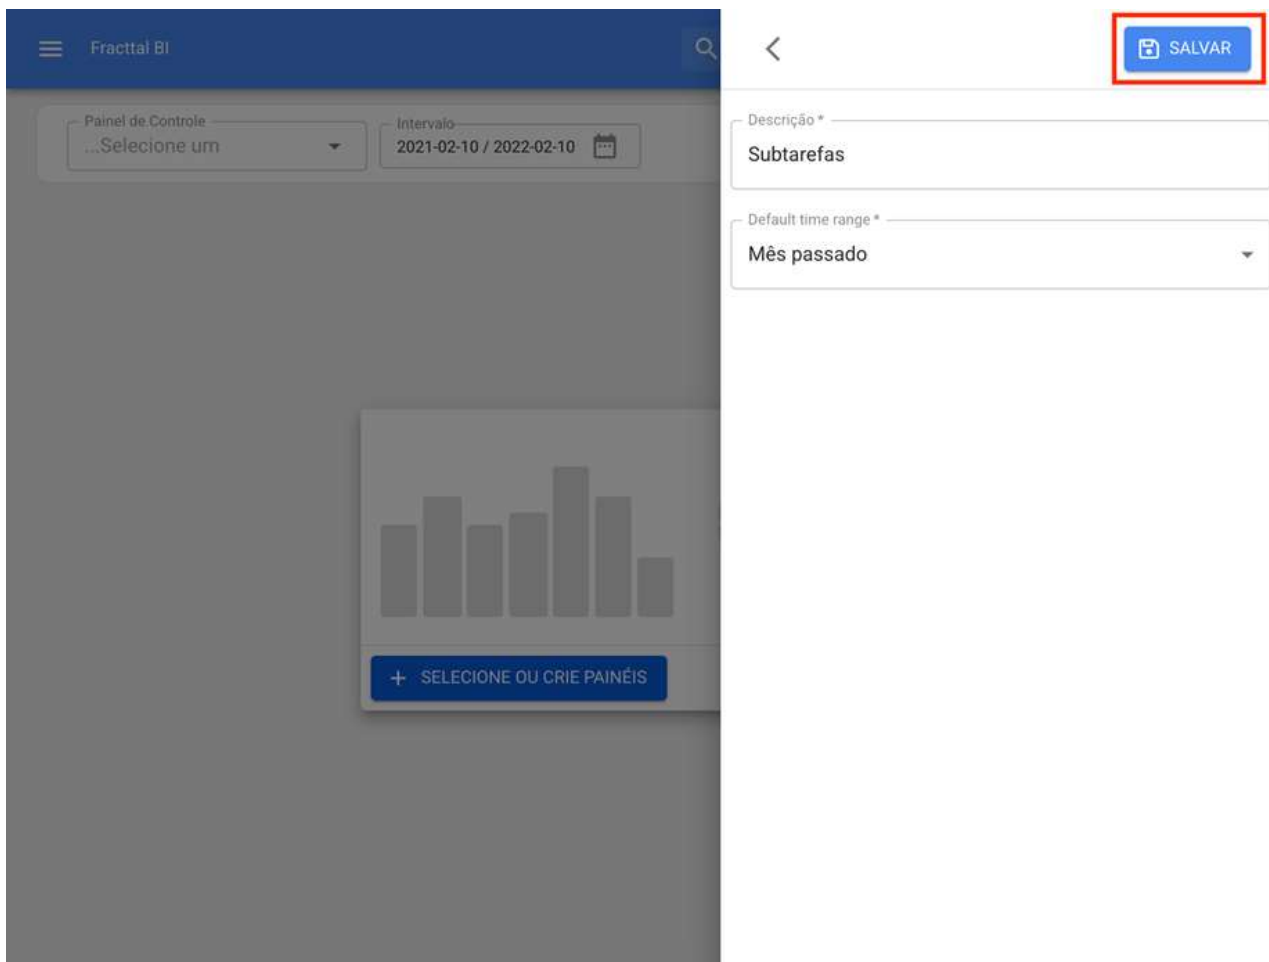 Fracttal BI
SALVAR
Painel de Controle
...Selecione um
Intervalo
2021-02-10 / 2022-02-10
Descrição *
Subtarefas
Default time range *
Mês passado
+ SELECIONE OU CRIE PAINÉIS